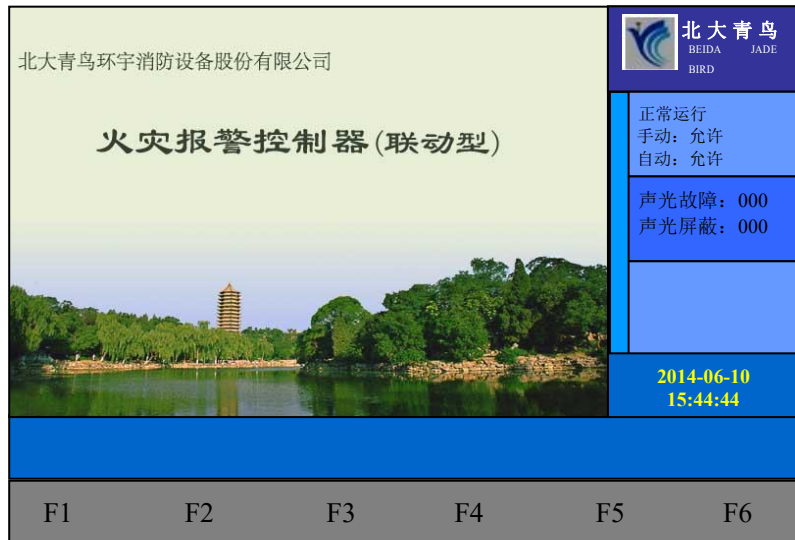 北大青鸟环宇消防设备股份有限公司
火灾报警控制器(联动型)
北大青鸟
BEIDA JADE
BIRD
正常运行
手动：允许
自动：允许
声光故障：000
声光屏蔽：000
2014-06-10
15:44:44
F1 F2 F3 F4 F5 F6